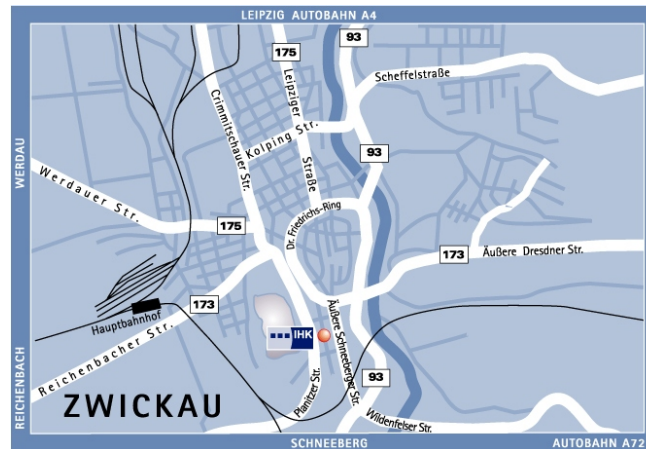 LEIPZIG AUTOBAHN A4
93
175
Leipziger
Straße
Scheffelstraße
Crimmitschauer Str.
Kolping Str.
93
WERDAU
Werdauer Str.
175
Dr. Friedrichs-Ring
173
Äußere Dresdner Str.
173
Hauptbahnhof
Reichenbacher Str.
IHK
Äußere Schneeberger Str.
Planitzer Str.
93
REICHENBACH
ZWICKAU
Wildenfelser Str.
SCHNEEBERG
AUTOBAHN A72